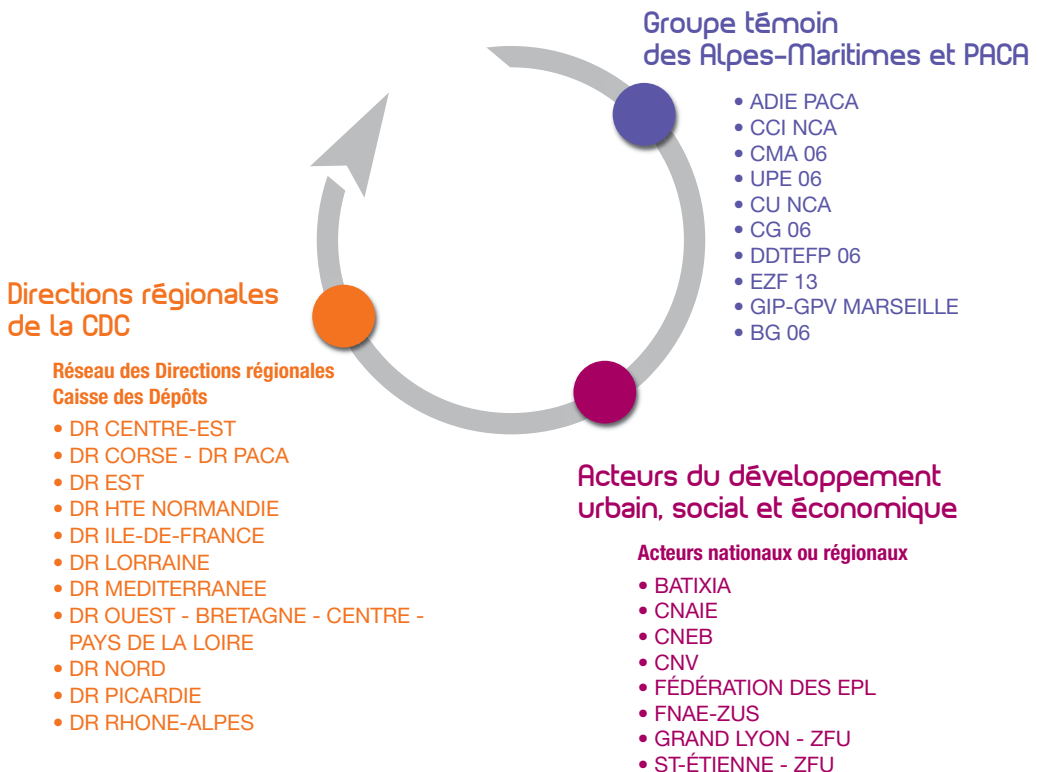 Groupe témoin
des Alpes-Maritimes et PACA
• ADIE PACA
• CCI NCA
• CMA 06
• UPE 06
• CU NCA
• CG 06
• DDTEFP 06
• EZF 13
• GIP-GPV MARSEILLE
• BG 06
Directions régionales
de la CDC
Réseau des Directions régionales
Caisse des Dépôts
• DR CENTRE-EST
• DR CORSE - DR PACA
• DR EST
• DR HTE NORMANDIE
• DR ILE-DE-FRANCE
• DR LORRAINE
• DR MEDITERRANEE
• DR OUEST - BRETAGNE - CENTRE -
PAYS DE LA LOIRE
• DR NORD
• DR PICARDIE
• DR RHONE-ALPES
Acteurs du développement
urbain, social et économique
Acteurs nationaux ou régionaux
• BATIXIA
• CNAIE
• CNEB
• CNV
• FÉDÉRATION DES EPL
• FNAE-ZUS
• GRAND LYON - ZFU
• ST-ÉTIENNE - ZFU